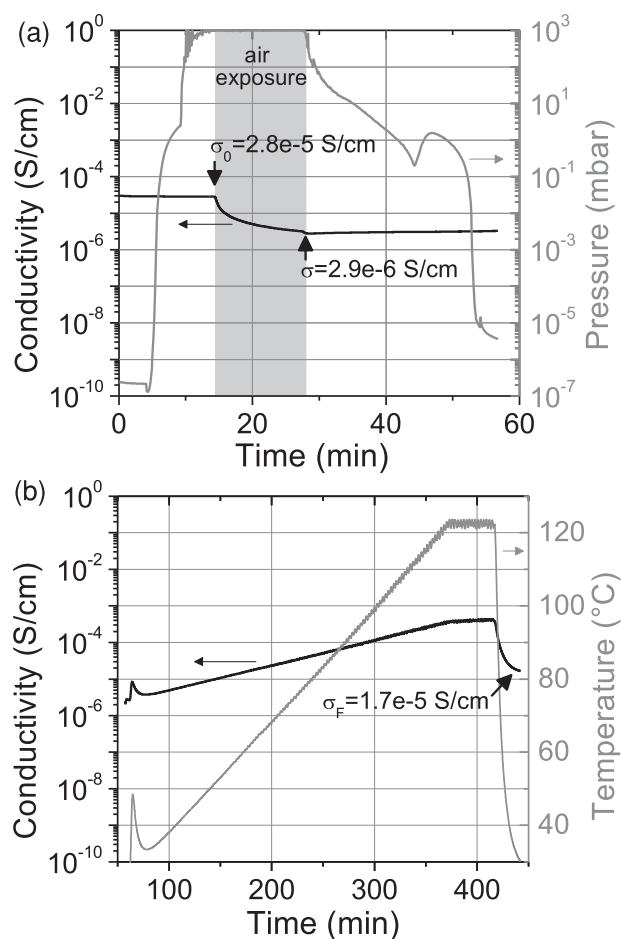 (a)
10^0
10^-2
10^-4
10^-6
10^-8
10^-10
Conductivity (S/cm)
10^3
10^1
10^-1
10^-3
10^-5
10^-7
Pressure (mbar)
air
exposure
σ_0=2.8e-5 S/cm
σ=2.9e-6 S/cm
0
20
40
60
Time (min)
(b)
10^0
10^-2
10^-4
10^-6
10^-8
10^-10
Conductivity (S/cm)
120
100
80
60
40
Temperature (°C)
σ_F=1.7e-5 S/cm
100
200
300
400
Time (min)